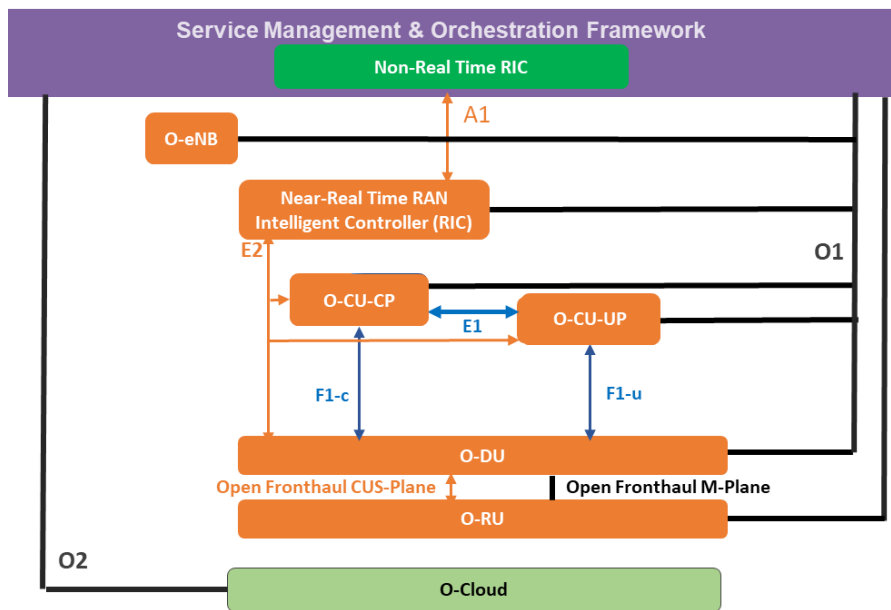 Service Management & Orchestration Framework
Non-Real Time RIC
A1
O-eNB
Near-Real Time RAN
Intelligent Controller (RIC)
E2
O1
O-CU-CP
E1
O-CU-UP
F1-c
F1-u
O-DU
Open Fronthaul CUS-Plane
Open Fronthaul M-Plane
O-RU
O2
O-Cloud